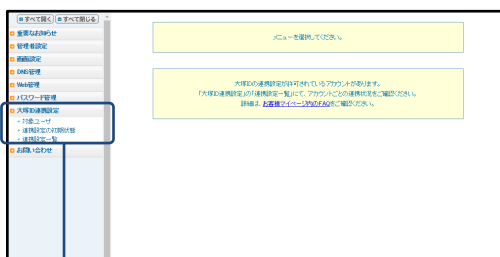 すべて開く すべて閉じる
重要なお知らせ
管理者設定
画面設定
DNS管理
Web管理
パスワード管理
大塚ID連携設定
対象ユーザ
連携設定の初期状態
連携設定一覧
お問い合わせ
メニューを選択してください。
大塚IDの連携設定が許可されているアカウントがあります。
「大塚ID連携設定」の「連携設定一覧」にて、アカウントごとの連携状況をご確認ください。
詳細は、お客様マイページ内のFAQをご確認ください。